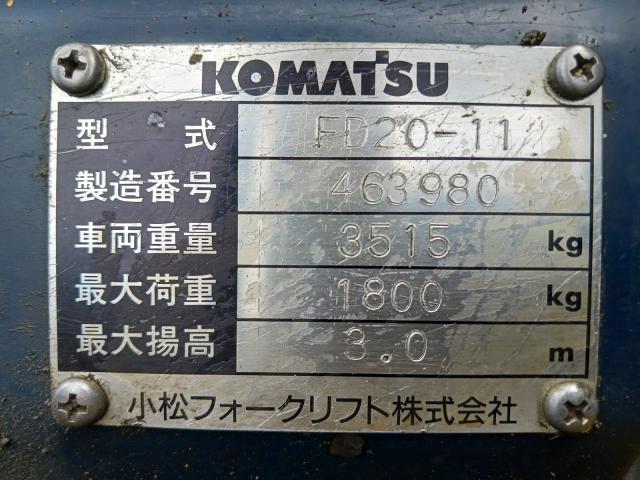 KOMATSU
型 式 FD20-11
製造番号 463980
車両重量 3515 kg
最大荷重 1800 kg
最大揚高 3.0 m
小松フォークリフト株式会社